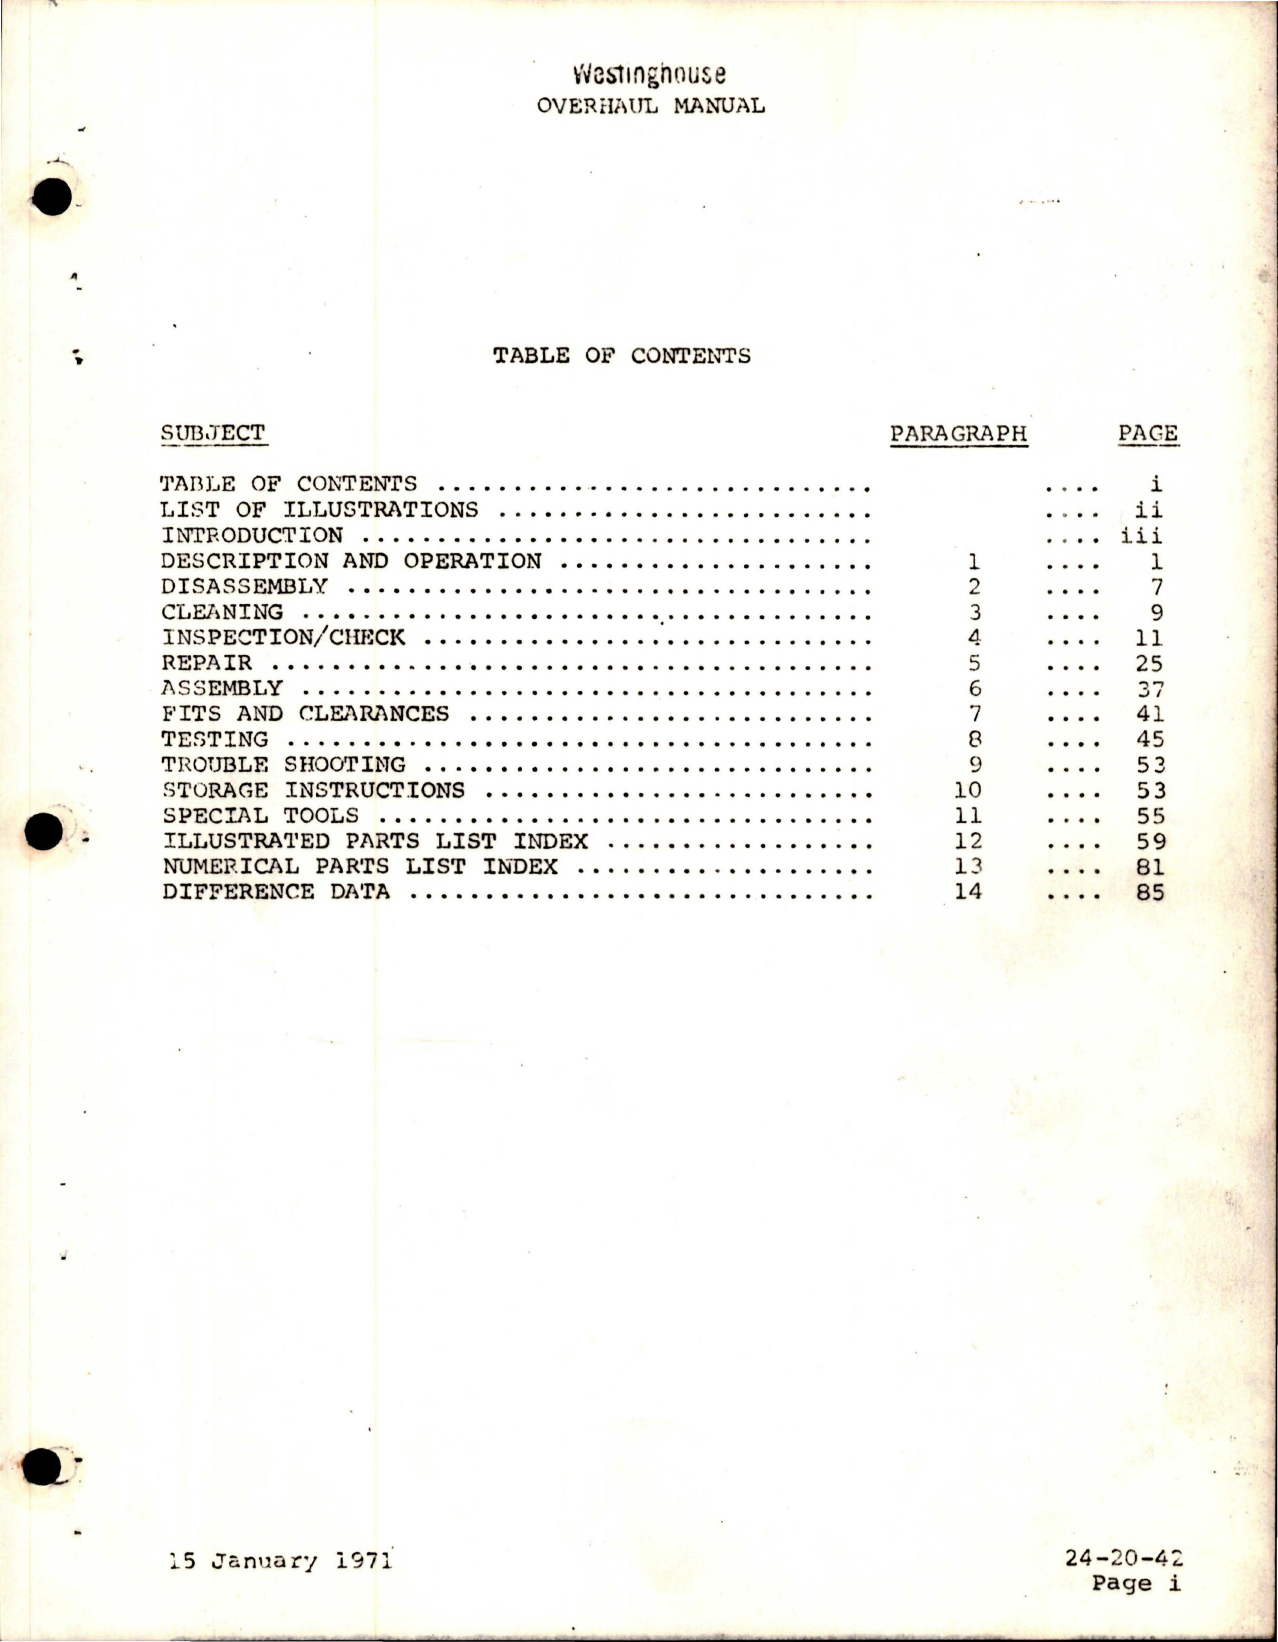 Westinghouse
OVERHAUL MANUAL
TABLE OF CONTENTS
SUBJECT PARAGRAPH PAGE
TABLE OF CONTENTS ............................. .... i
LIST OF ILLUSTRATIONS ......................... .... ii
INTRODUCTION .................................. .... iii
DESCRIPTION AND OPERATION ..................... 1 .... 1
DISASSEMBLY ................................... 2 .... 7
CLEANING ...................................... 3 .... 9
INSPECTION/CHECK .............................. 4 .... 11
REPAIR ........................................ 5 .... 25
ASSEMBLY ...................................... 6 .... 37
FITS AND CLEARANCES ........................... 7 .... 41
TESTING ....................................... 8 .... 45
TROUBLE SHOOTING .............................. 9 .... 53
STORAGE INSTRUCTIONS .......................... 10 .... 53
SPECIAL TOOLS ................................. 11 .... 55
ILLUSTRATED PARTS LIST INDEX .................. 12 .... 59
NUMERICAL PARTS LIST INDEX .................... 13 .... 81
DIFFERENCE DATA ............................... 14 .... 85
15 January 1971
24-20-42
Page i